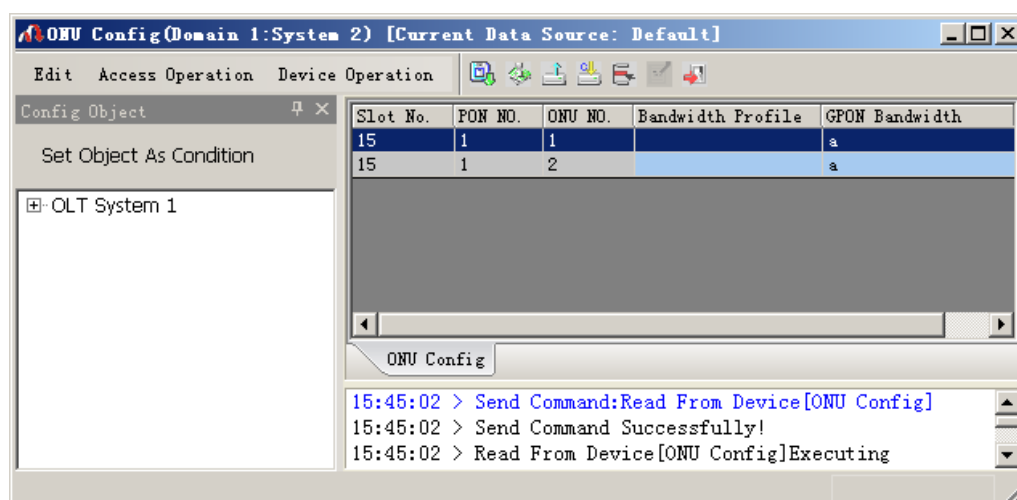 ONU Config(Domain 1:System 2) [Current Data Source: Default]
Edit Access Operation Device Operation
Config Object
Set Object As Condition
OLT System 1
Slot No. PON NO. ONU NO. Bandwidth Profile GPON Bandwidth
15 1 1 a
15 1 2 a
ONU Config
15:45:02 > Send Command:Read From Device[ONU Config]
15:45:02 > Send Command Successfully!
15:45:02 > Read From Device[ONU Config]Executing